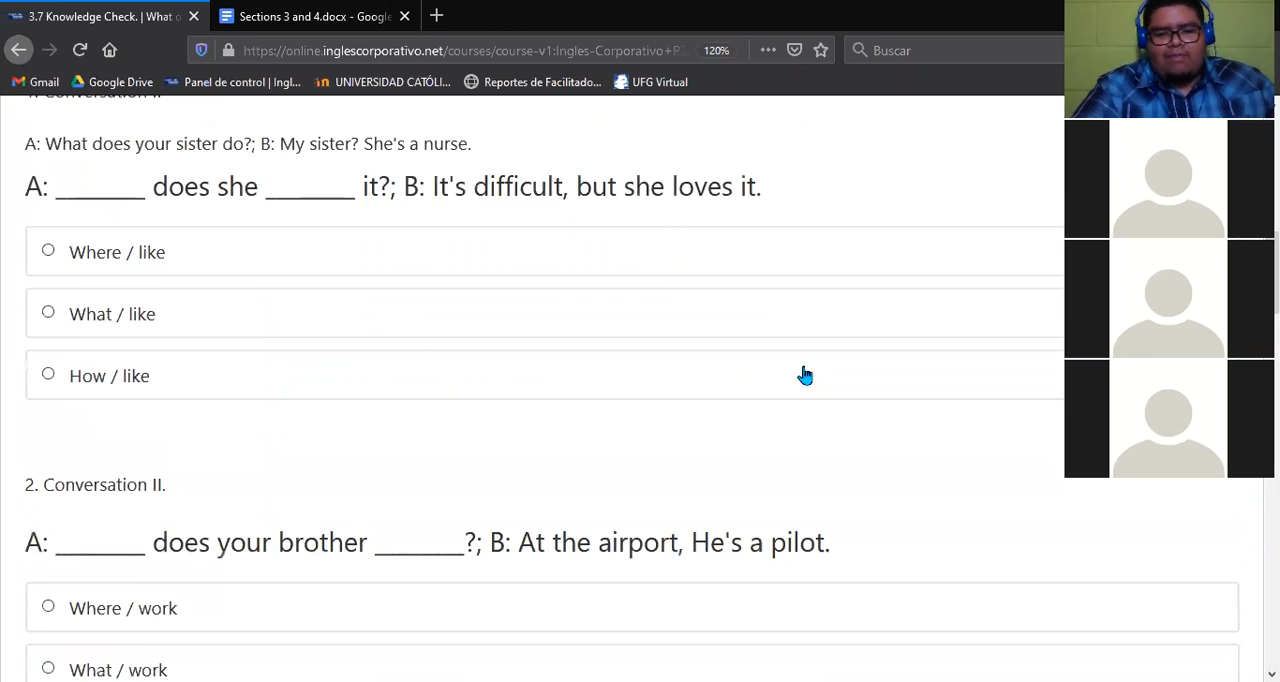 3.7 Knowledge Check. | What c
Sections 3 and 4.docx - Google
https://online.inglescorporativo.net/courses/course-v1:Ingles-Corporativo+
120%
Buscar
Gmail
Google Drive
Panel de control | Ingl...
UNIVERSIDAD CATÓLI...
Reportes de Facilitado...
UFG Virtual
A: What does your sister do?; B: My sister? She's a nurse.
A: _______ does she _______ it?; B: It's difficult, but she loves it.
Where / like
What / like
How / like
2. Conversation II.
A: _______ does your brother _______?; B: At the airport, He's a pilot.
Where / work
What / work